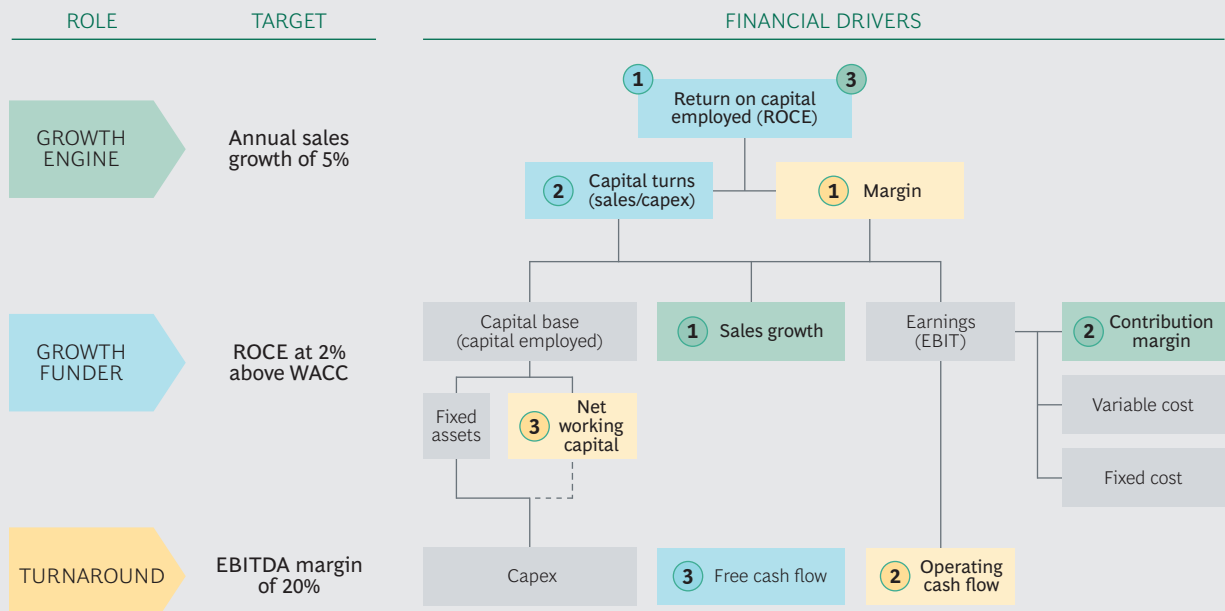 ROLE
TARGET
FINANCIAL DRIVERS
GROWTH
ENGINE
Annual sales
growth of 5%
1
3
Return on capital
employed (ROCE)
2
Capital turns
(sales/capex)
1
Margin
GROWTH
FUNDER
ROCE at 2%
above WACC
Capital base
(capital employed)
1
Sales growth
Earnings
(EBIT)
2
Contribution
margin
Fixed
assets
3
Net
working
capital
Variable cost
Fixed cost
TURNAROUND
EBITDA margin
of 20%
Capex
3
Free cash flow
2
Operating
cash flow